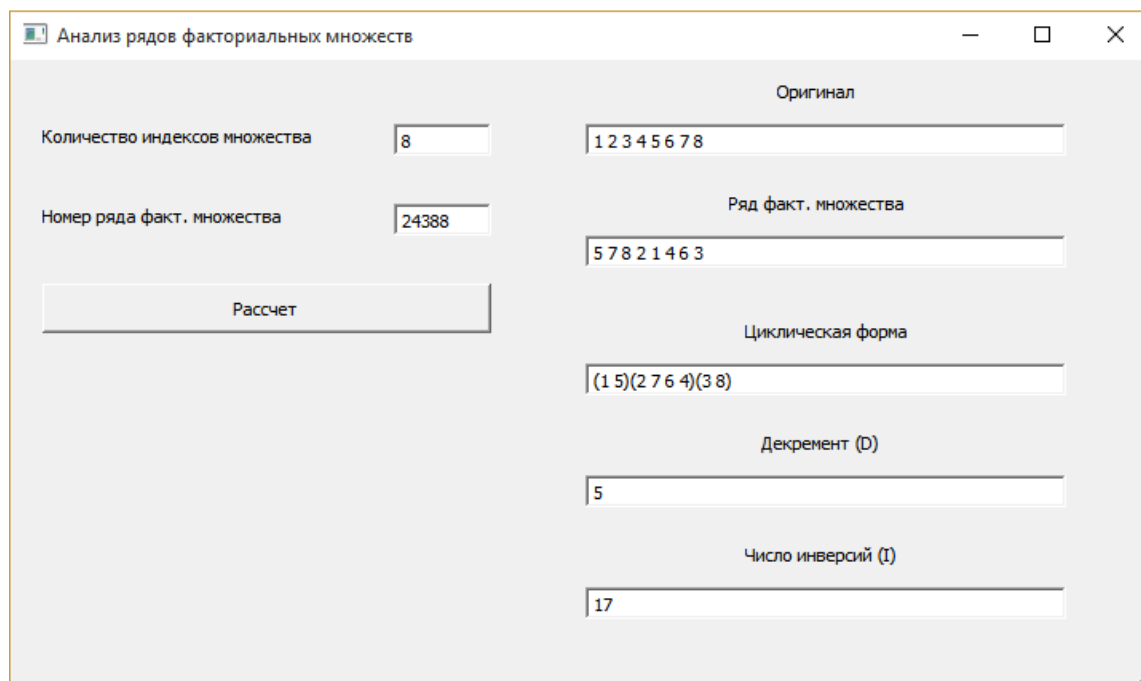 Анализ рядов факториальных множеств
Количество индексов множества
8
Номер ряда факт. множества
24388
Рассчет
Оригинал
1 2 3 4 5 6 7 8
Ряд факт. множества
5 7 8 2 1 4 6 3
Циклическая форма
(1 5)(2 7 6 4)(3 8)
Декремент (D)
5
Число инверсий (I)
17